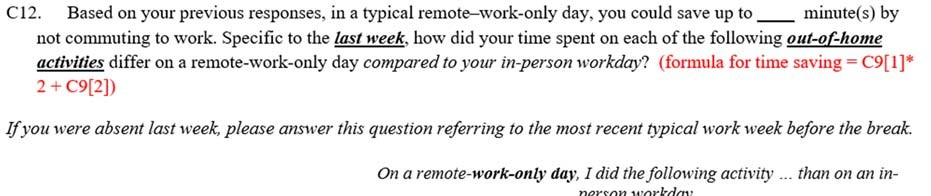 C12. Based on your previous responses, in a typical remote–work-only day, you could save up to ____ minute(s) by
not commuting to work. Specific to the last week, how did your time spent on each of the following out-of-home
activities differ on a remote-work-only day compared to your in-person workday? (formula for time saving = C9[1]*
2 + C9[2])
If you were absent last week, please answer this question referring to the most recent typical work week before the break.
On a remote-work-only day, I did the following activity ... than on an in-
person workday